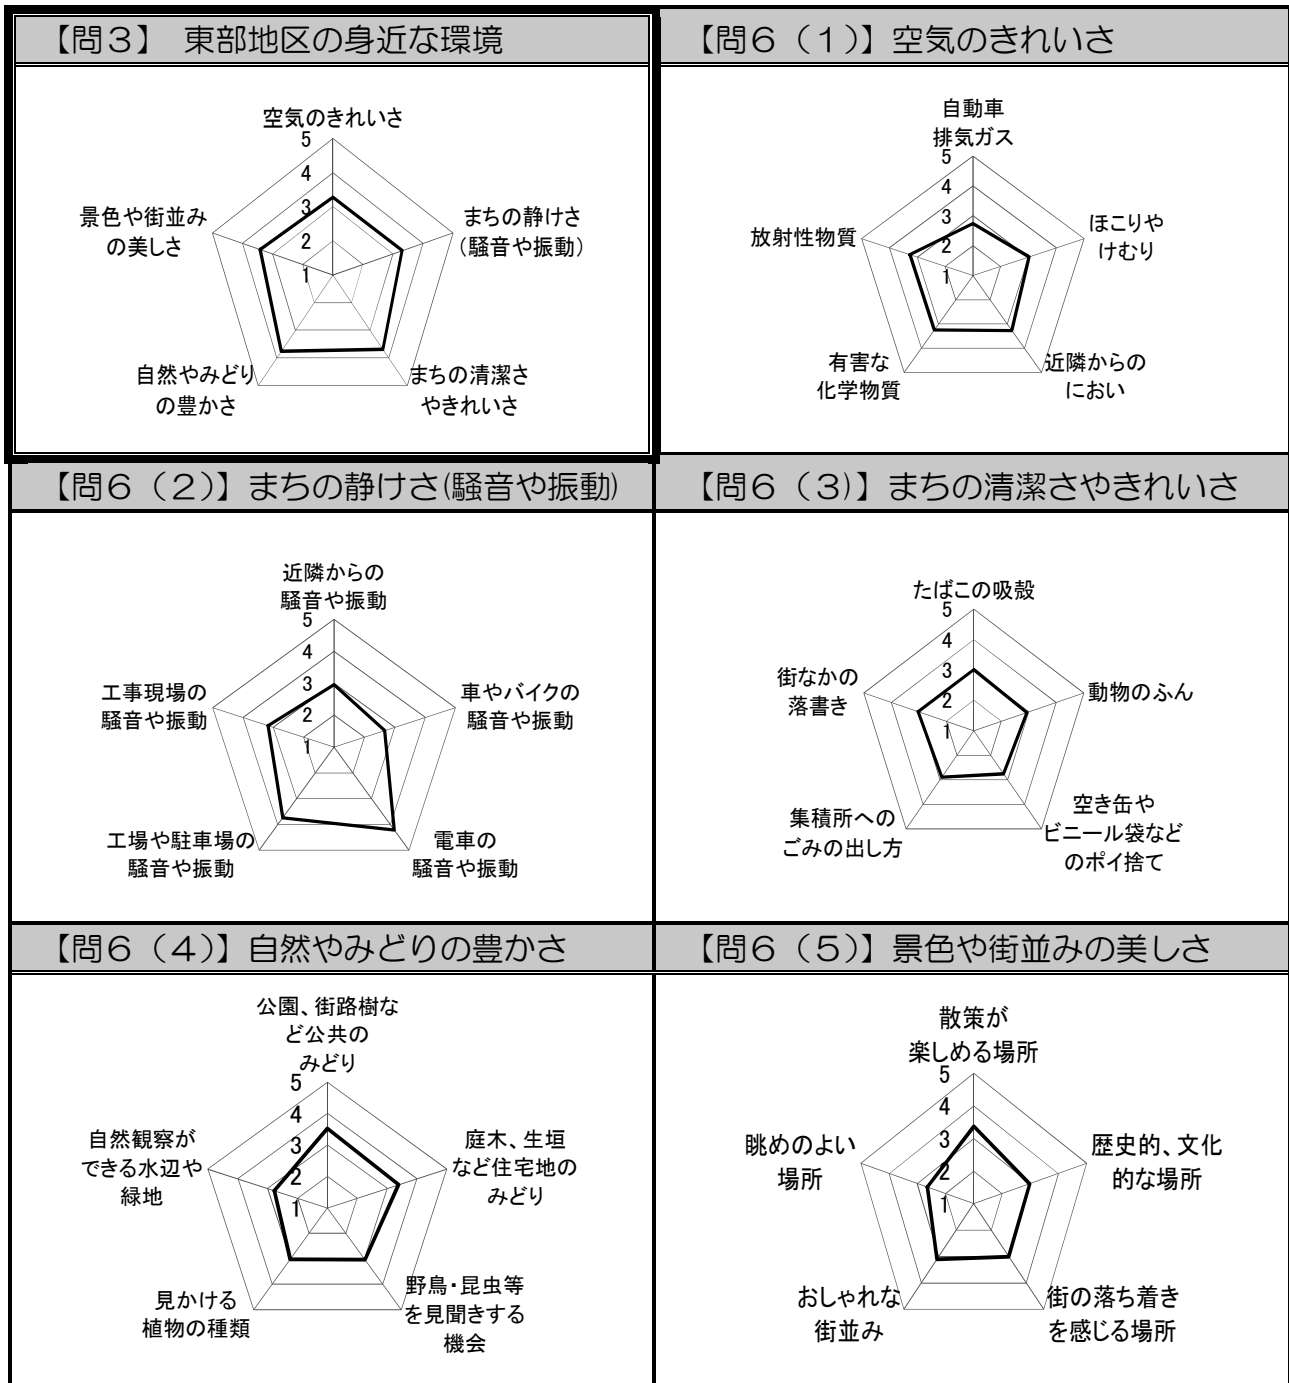 【問3】 東部地区の身近な環境
空気のきれいさ
5
4
3
2
1
まちの静けさ
（騒音や振動）
まちの清潔さ
やきれいさ
自然やみどり
の豊かさ
景色や街並み
の美しさ
【問6（1）】空気のきれいさ
自動車
排気ガス
5
4
3
2
1
ほこりや
けむり
近隣からの
におい
有害な
化学物質
放射性物質
【問6（2）】まちの静けさ(騒音や振動)
近隣からの
騒音や振動
5
4
3
2
1
車やバイクの
騒音や振動
電車の
騒音や振動
工場や駐車場の
騒音や振動
工事現場の
騒音や振動
【問6（3）】まちの清潔さやきれいさ
たばこの吸殻
5
4
3
2
1
動物のふん
空き缶や
ビニール袋など
のポイ捨て
集積所への
ごみの出し方
街なかの
落書き
【問6（4）】自然やみどりの豊かさ
公園、街路樹な
ど公共の
みどり
5
4
3
2
1
庭木、生垣
など住宅地の
みどり
野鳥・昆虫等
を見聞きする
機会
見かける
植物の種類
自然観察が
できる水辺や
緑地
【問6（5）】景色や街並みの美しさ
散策が
楽しめる場所
5
4
3
2
1
歴史的、文化
的な場所
街の落ち着き
を感じる場所
おしゃれな
街並み
眺めのよい
場所